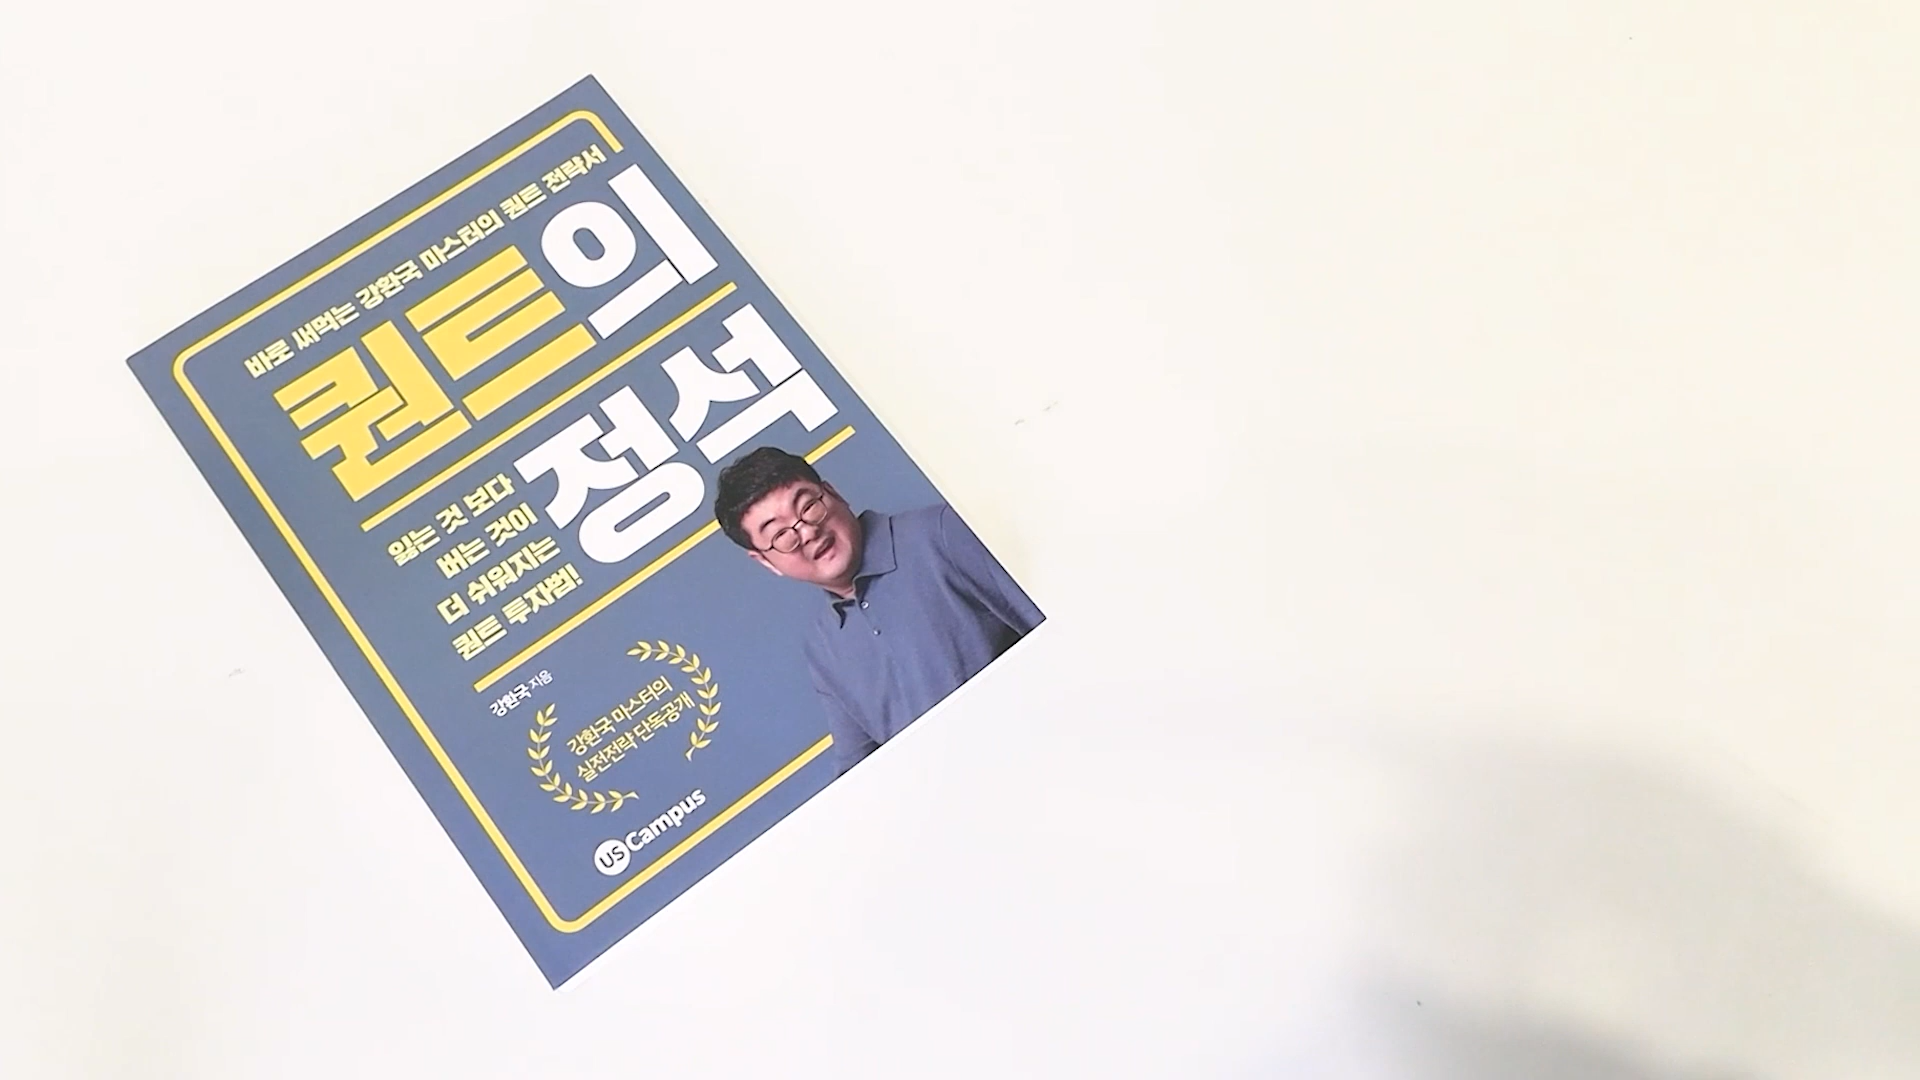 바로 써먹는 강환국 마스터의 퀀트 전략서
퀀트의
정석
잃는 것 보다
버는 것이
더 쉬워지는
퀀트 투자법!
강환국 지음
강환국 마스터의
실전전략 단독공개
US Campus